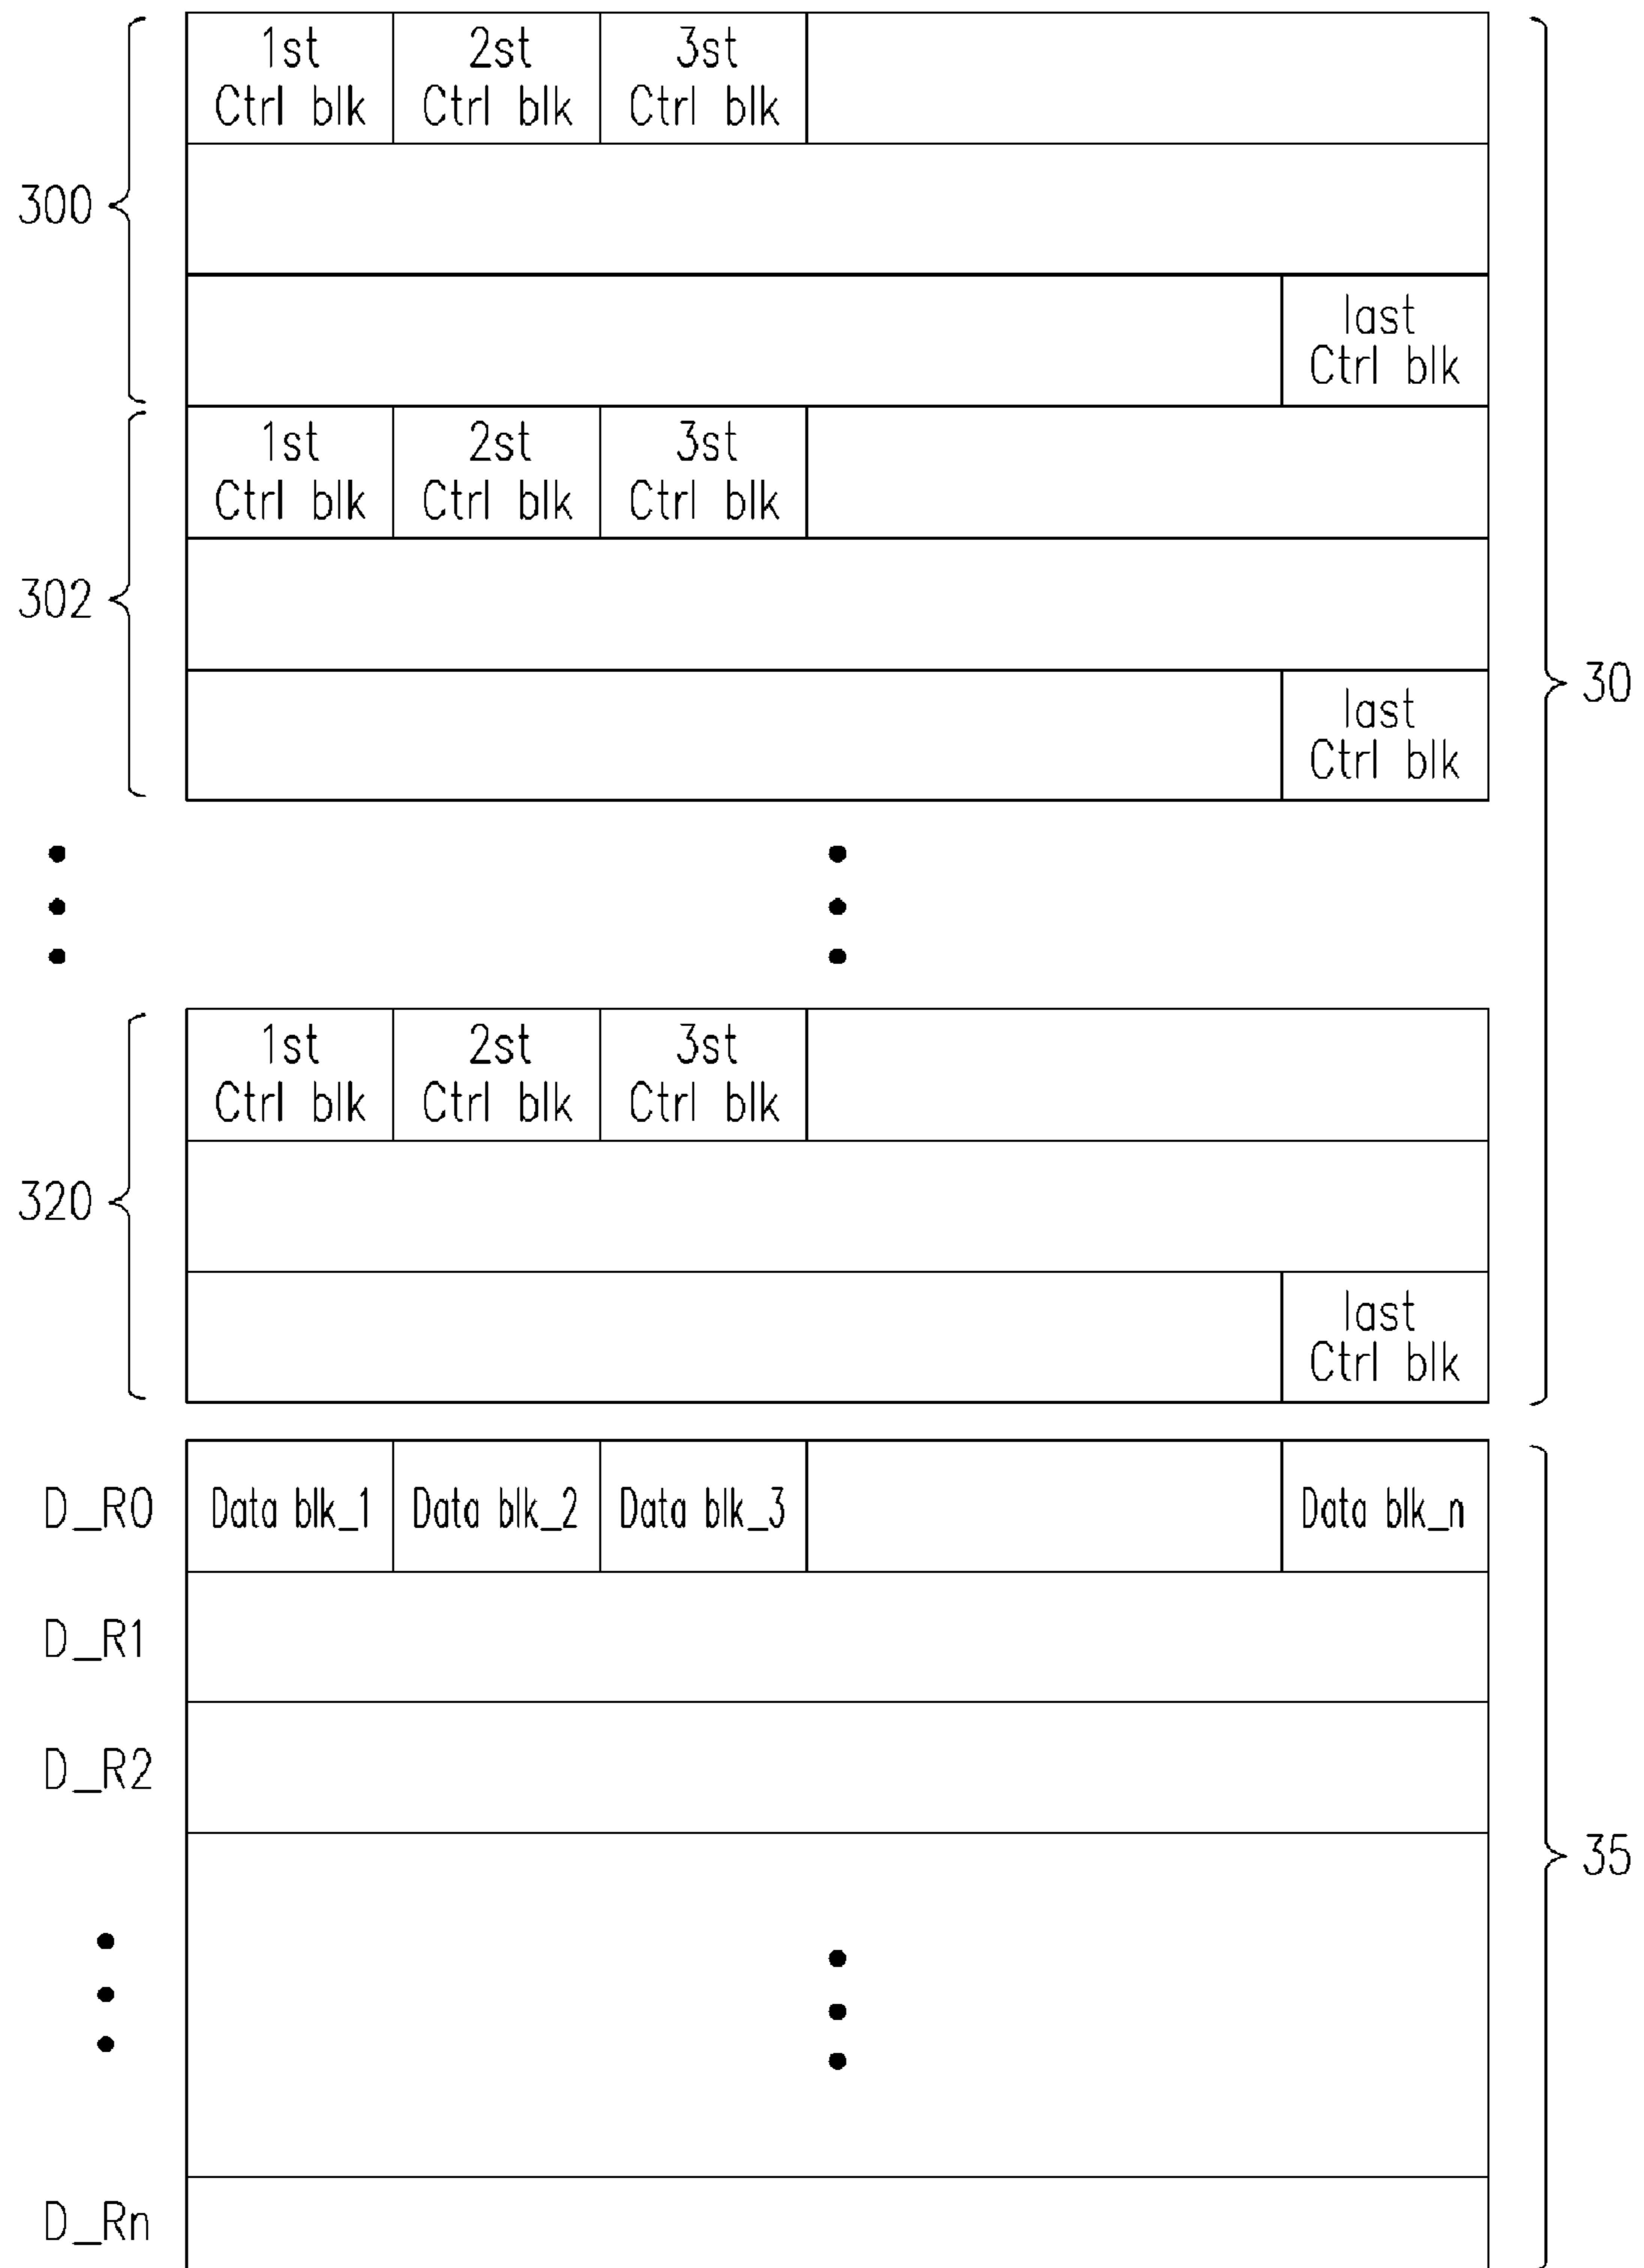 1st 2st 3st
Ctrl blk Ctrl blk Ctrl blk
300
last
Ctrl blk
1st 2st 3st
Ctrl blk Ctrl blk Ctrl blk
302
30
last
Ctrl blk
1st 2st 3st
Ctrl blk Ctrl blk Ctrl blk
320
last
Ctrl blk
D_R0 Data blk_1 Data blk_2 Data blk_3 Data blk_n
D_R1
D_R2
35
D_Rn